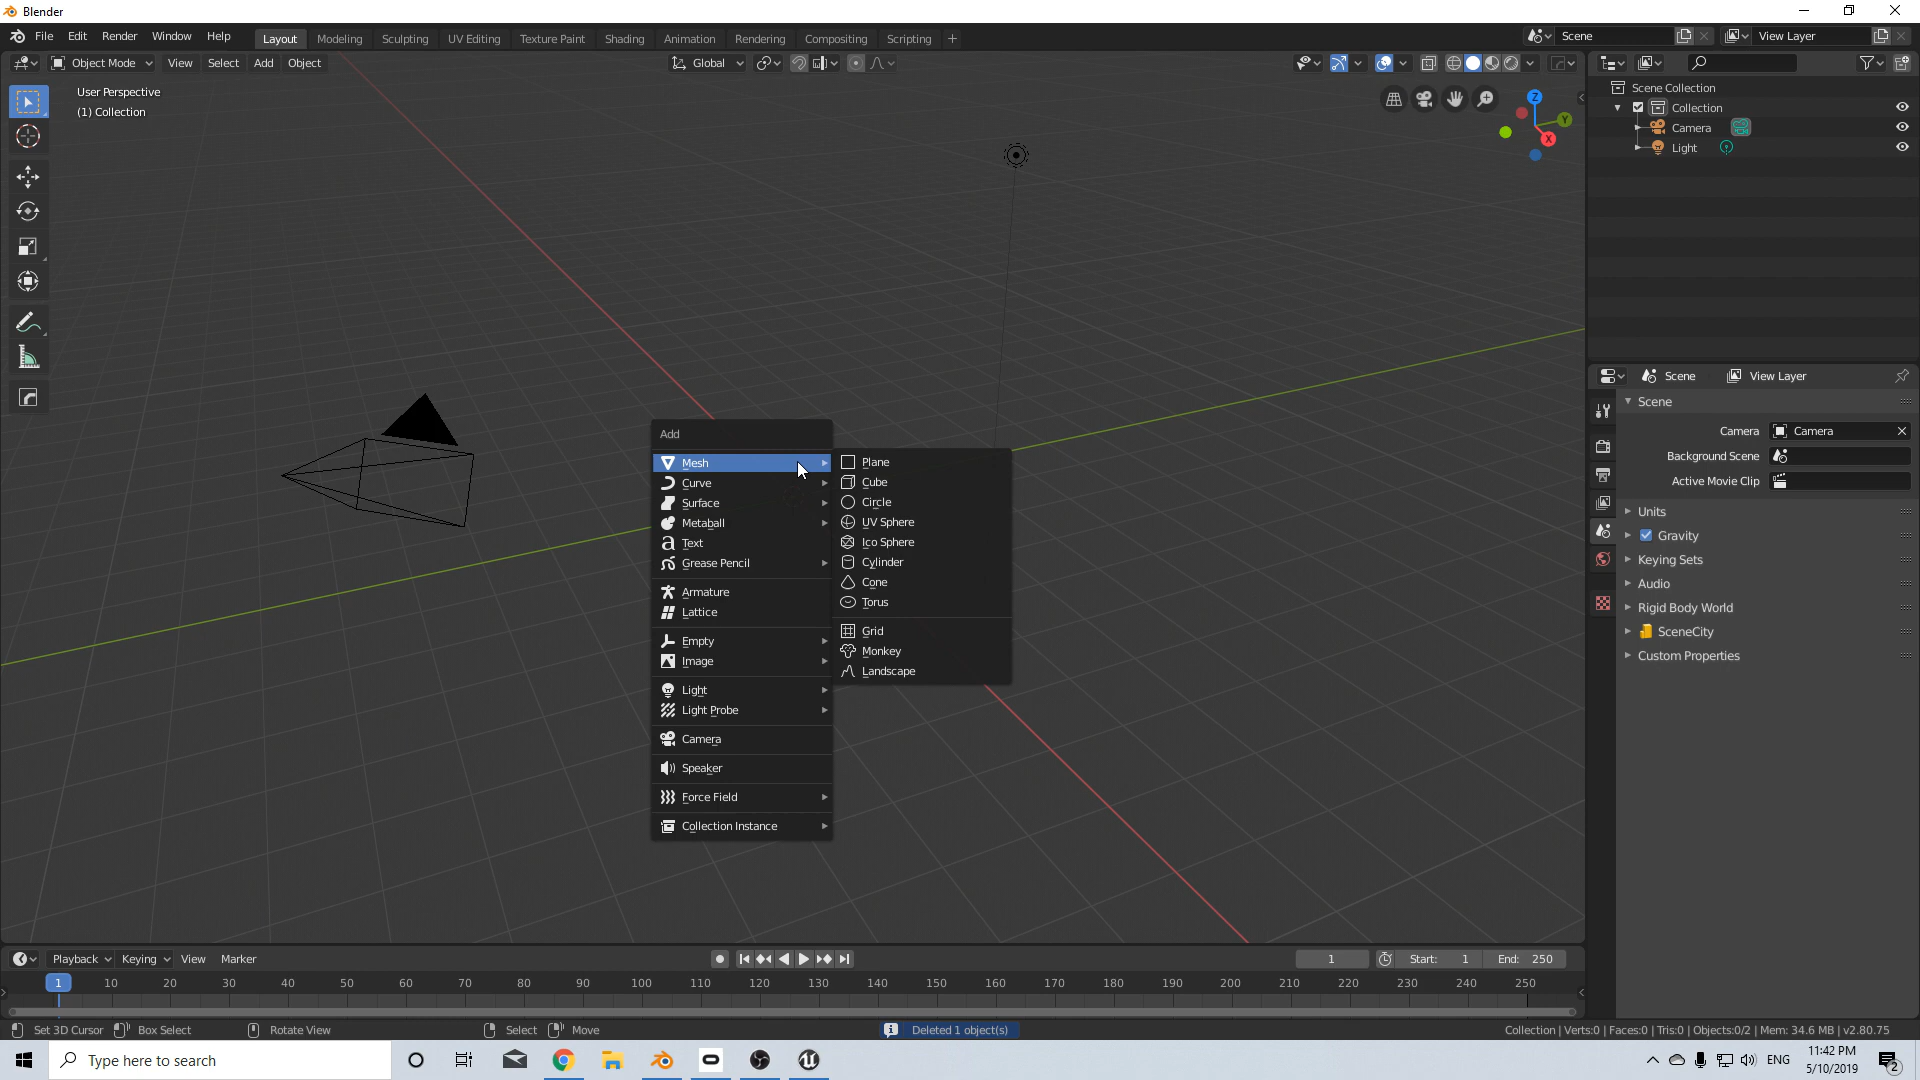 Blender
File Edit Render Window Help Layout Modeling Sculpting UV Editing Texture Paint Shading Animation Rendering Compositing Scripting + Scene View Layer
Object Mode View Select Add Object Global
User Perspective
(1) Collection
Z
Y
X
Scene Collection
Collection
Camera
Light
Scene View Layer
Scene
Camera Camera
Background Scene
Active Movie Clip
Units
Gravity
Keying Sets
Audio
Rigid Body World
SceneCity
Custom Properties
Add
Mesh
Curve
Surface
Metaball
Text
Grease Pencil
Armature
Lattice
Empty
Image
Light
Light Probe
Camera
Speaker
Force Field
Collection Instance
Plane
Cube
Circle
UV Sphere
Ico Sphere
Cylinder
Cone
Torus
Grid
Monkey
Landscape
Playback Keying View Marker 1 Start: 1 End: 250
1 10 20 30 40 50 60 70 80 90 100 110 120 130 140 150 160 170 180 190 200 210 220 230 240 250
Set 3D Cursor Box Select Rotate View Select Move Deleted 1 object(s) Collection | Verts:0 | Faces:0 | Tris:0 | Objects:0/2 | Mem: 34.6 MB | v2.80.75
Type here to search ENG 11:42 PM
5/10/2019 2